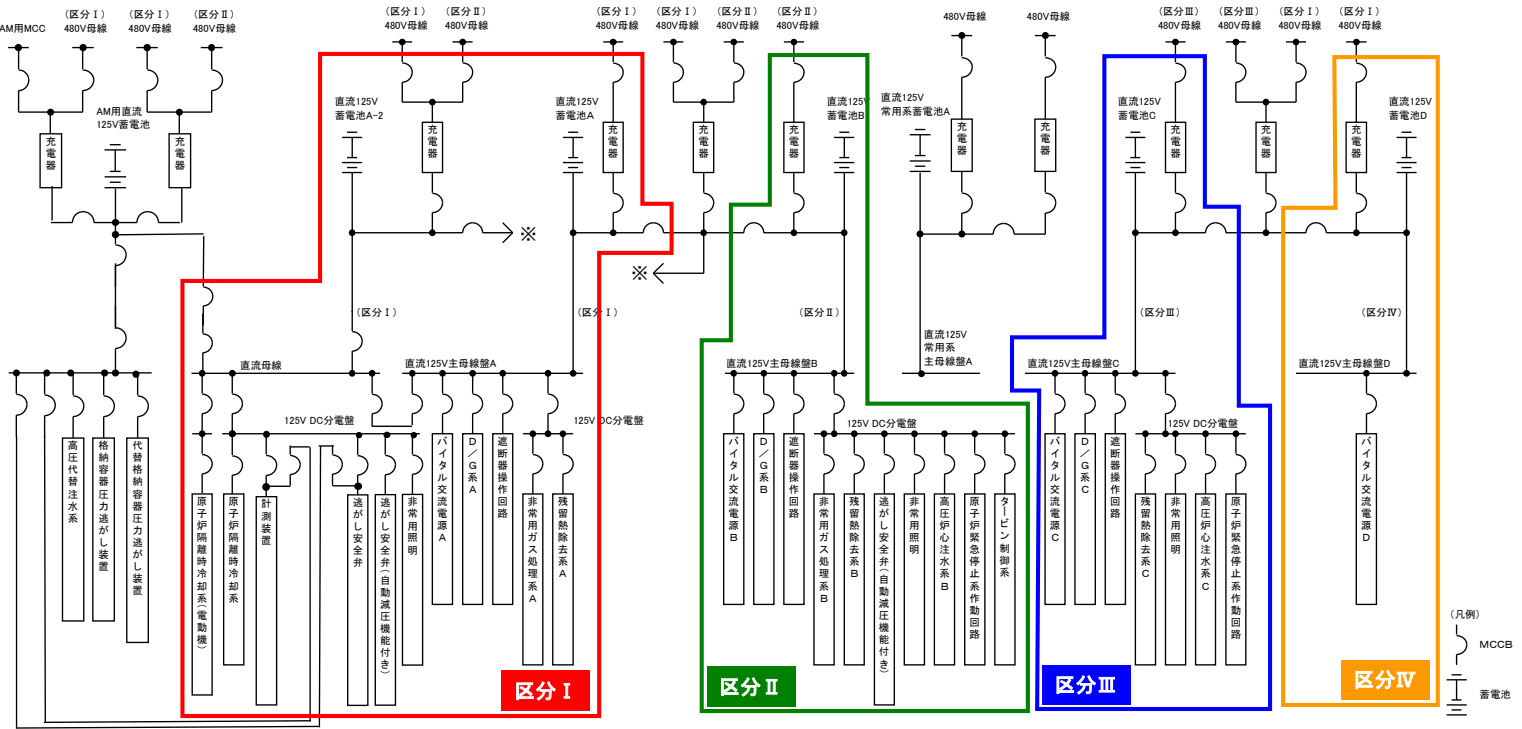 AM用MCC
(区分Ⅰ)
480V母線
(区分Ⅰ)
480V母線
(区分Ⅱ)
480V母線
(区分Ⅰ)
480V母線
(区分Ⅱ)
480V母線
(区分Ⅰ)
480V母線
(区分Ⅰ)
480V母線
(区分Ⅱ)
480V母線
(区分Ⅱ)
480V母線
480V母線
480V母線
(区分Ⅲ)
480V母線
(区分Ⅲ)
480V母線
(区分Ⅰ)
480V母線
(区分Ⅰ)
480V母線
AM用直流
125V蓄電池
直流125V
蓄電池A-2
直流125V
蓄電池A
直流125V
蓄電池B
直流125V
常用系蓄電池A
直流125V
蓄電池C
直流125V
蓄電池D
充電器
充電器
充電器
充電器
充電器
充電器
充電器
充電器
充電器
充電器
充電器
※
※
(区分Ⅰ)
(区分Ⅰ)
(区分Ⅱ)
(区分Ⅲ)
(区分Ⅳ)
直流母線
直流125V主母線盤A
直流125V主母線盤B
直流125V
常用系
主母線盤A
直流125V主母線盤C
直流125V主母線盤D
125V DC分電盤
125V DC分電盤
125V DC分電盤
125V DC分電盤
高圧代替注水系
格納容器圧力逃がし装置
代替格納容器圧力逃がし装置
原子炉隔離時冷却系(電動機)
原子炉隔離時冷却系
計測装置
逃がし安全弁
逃がし安全弁(自動減圧機能付き)
非常用照明
バイタル交流電源A
D/G系A
遮断器操作回路
非常用ガス処理系A
残留熱除去系A
バイタル交流電源B
D/G系B
遮断器操作回路
非常用ガス処理系B
残留熱除去系B
逃がし安全弁(自動減圧機能付き)
非常用照明
高圧炉心注水系B
原子炉緊急停止系作動回路
タービン制御系
バイタル交流電源C
D/G系C
遮断器操作回路
残留熱除去系C
非常用照明
高圧炉心注水系C
原子炉緊急停止系作動回路
バイタル交流電源D
区分Ⅰ
区分Ⅱ
区分Ⅲ
区分Ⅳ
(凡例)
MCCB
蓄電池